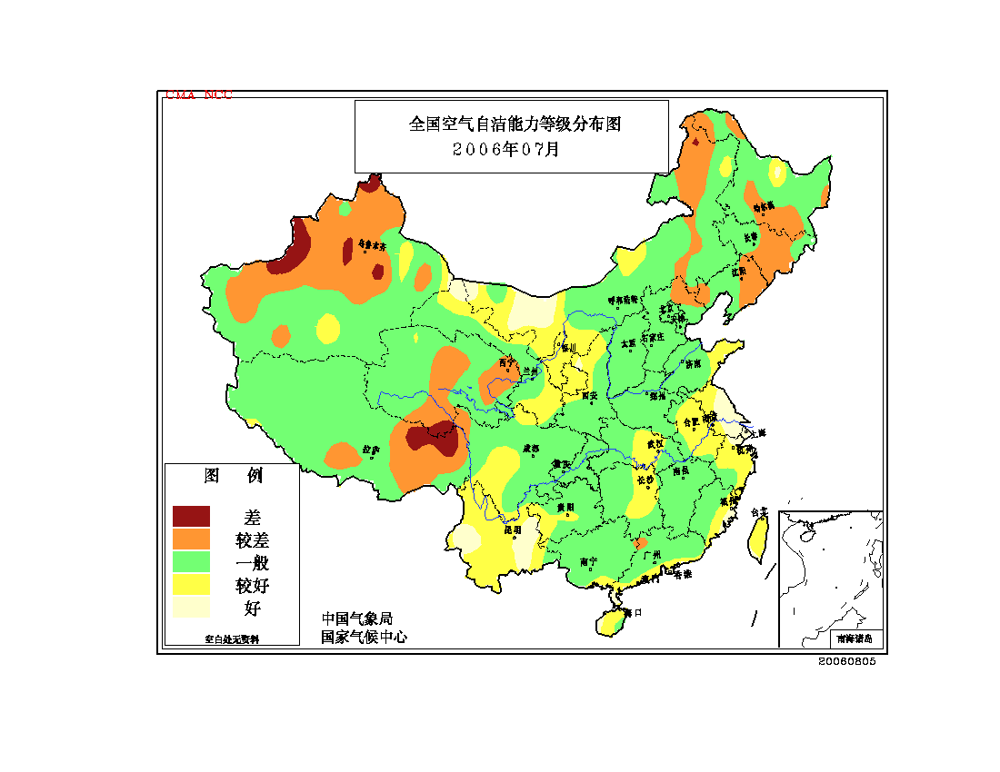 CMA NCC
全国空气自洁能力等级分布图
2006年07月
哈尔滨
长春
乌鲁木齐
沈阳
呼和浩特
北京
天津
银川
太原
石家庄
西宁
兰州
济南
西安
郑州
合肥
南京
上海
拉萨
成都
武汉
杭州
重庆
长沙
南昌
贵阳
福州
台北
昆明
南宁
广州
澳门
香港
海口
图 例
差
较差
一般
较好
好
空白处无资料
中国气象局
国家气候中心
南海诸岛
20060805